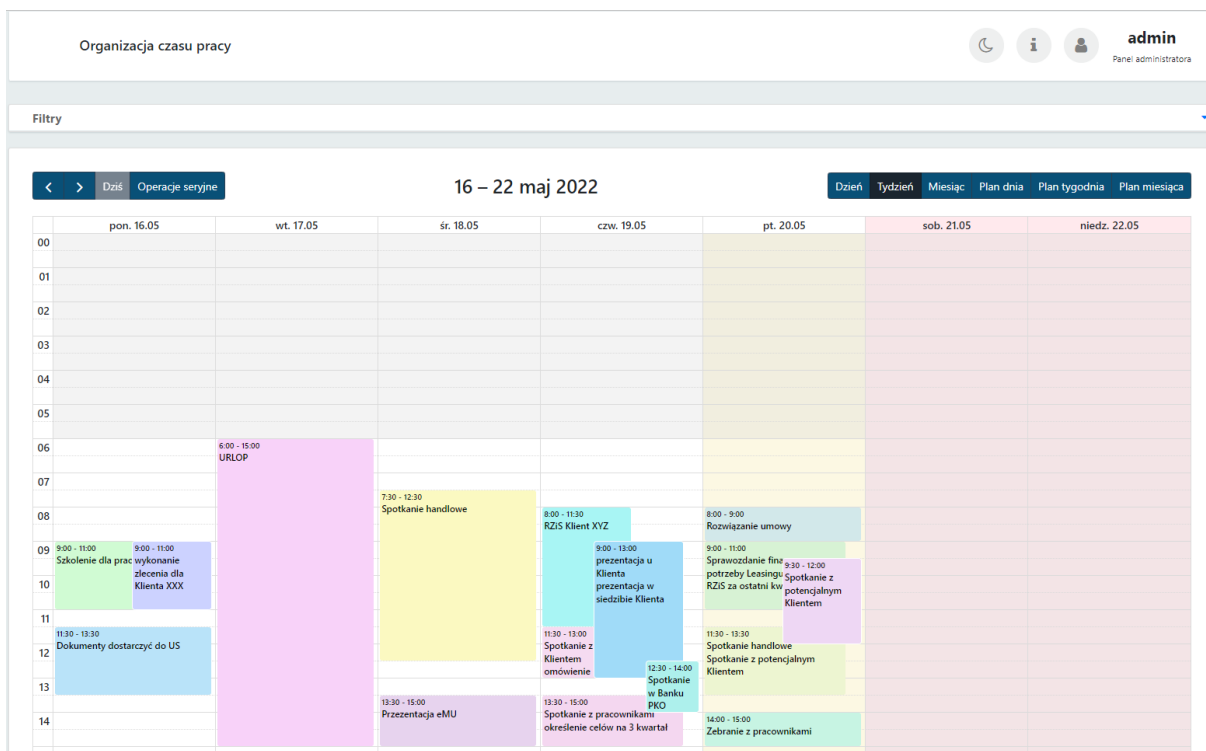 Organizacja czasu pracy
admin
Panel administratora
Filtry
Dziś
Operacje seryjne
16 – 22 maj 2022
Dzień
Tydzień
Miesiąc
Plan dnia
Plan tygodnia
Plan miesiąca
pon. 16.05
wt. 17.05
śr. 18.05
czw. 19.05
pt. 20.05
sob. 21.05
niedz. 22.05
00
01
02
03
04
05
06
07
08
09
10
11
12
13
14
9:00 - 11:00
Szkolenie dla prac
9:00 - 11:00
wykonanie
zlecenia dla
Klienta XXX
11:30 - 13:30
Dokumenty dostarczyć do US
6:00 - 15:00
URLOP
7:30 - 12:30
Spotkanie handlowe
13:30 - 15:00
Przezentacja eMU
8:00 - 11:30
RZiS Klient XYZ
9:00 - 13:00
prezentacja u
Klienta
prezentacja w
siedzibie Klienta
11:30 - 13:00
Spotkanie z
Klientem
omówienie
12:30 - 14:00
Spotkanie
w Banku
PKO
13:30 - 15:00
Spotkanie z pracownikami
określenie celów na 3 kwartał
8:00 - 9:00
Rozwiązanie umowy
9:00 - 11:00
Sprawozdanie fina
potrzeby Leasingu
RZiS za ostatni kw
9:30 - 12:00
Spotkanie z
potencjalnym
Klientem
11:30 - 13:30
Spotkanie handlowe
Spotkanie z potencjalnym
Klientem
14:00 - 15:00
Zebranie z pracownikami